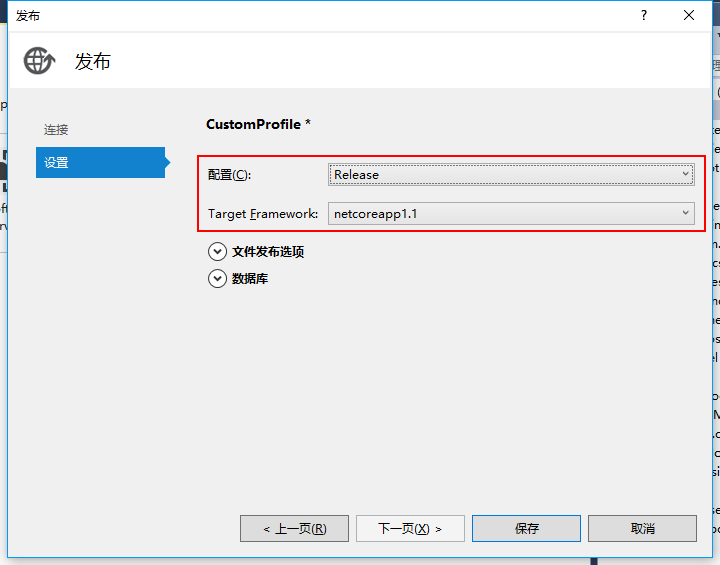 发布
?
发布
连接
设置
CustomProfile *
配置(C): Release
Target Framework: netcoreapp1.1
文件发布选项
数据库
< 上一页(R)
下一页(X) >
保存
取消